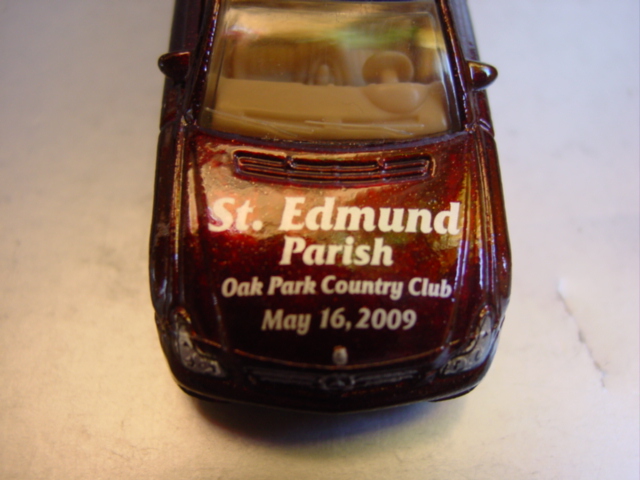 St. Edmund
Parish
Oak Park Country Club
May 16, 2009